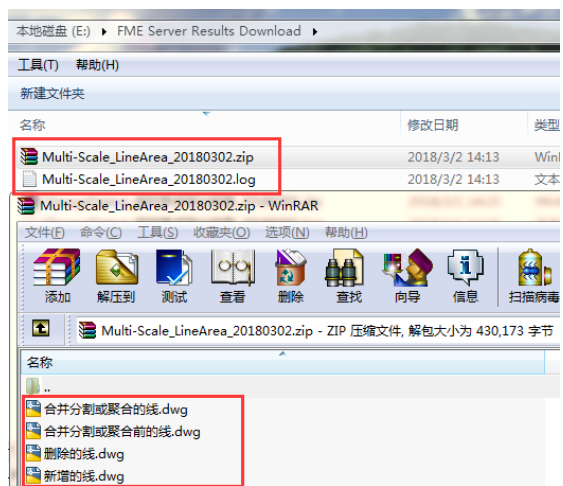 本地磁盘 (E:) ▸ FME Server Results Download ▸
工具(T) 帮助(H)
新建文件夹
名称 修改日期 类型
Multi-Scale_LineArea_20180302.zip 2018/3/2 14:13 Win
Multi-Scale_LineArea_20180302.log 2018/3/2 14:13 文本
Multi-Scale_LineArea_20180302.zip - WinRAR
文件(F) 命令(C) 工具(S) 收藏夹(O) 选项(N) 帮助(H)
添加 解压到 测试 查看 删除 查找 向导 信息 扫描病毒
Multi-Scale_LineArea_20180302.zip - ZIP 压缩文件, 解包大小为 430,173 字节
名称
..
合并分割或聚合的线.dwg
合并分割或聚合前的线.dwg
删除的线.dwg
新增的线.dwg